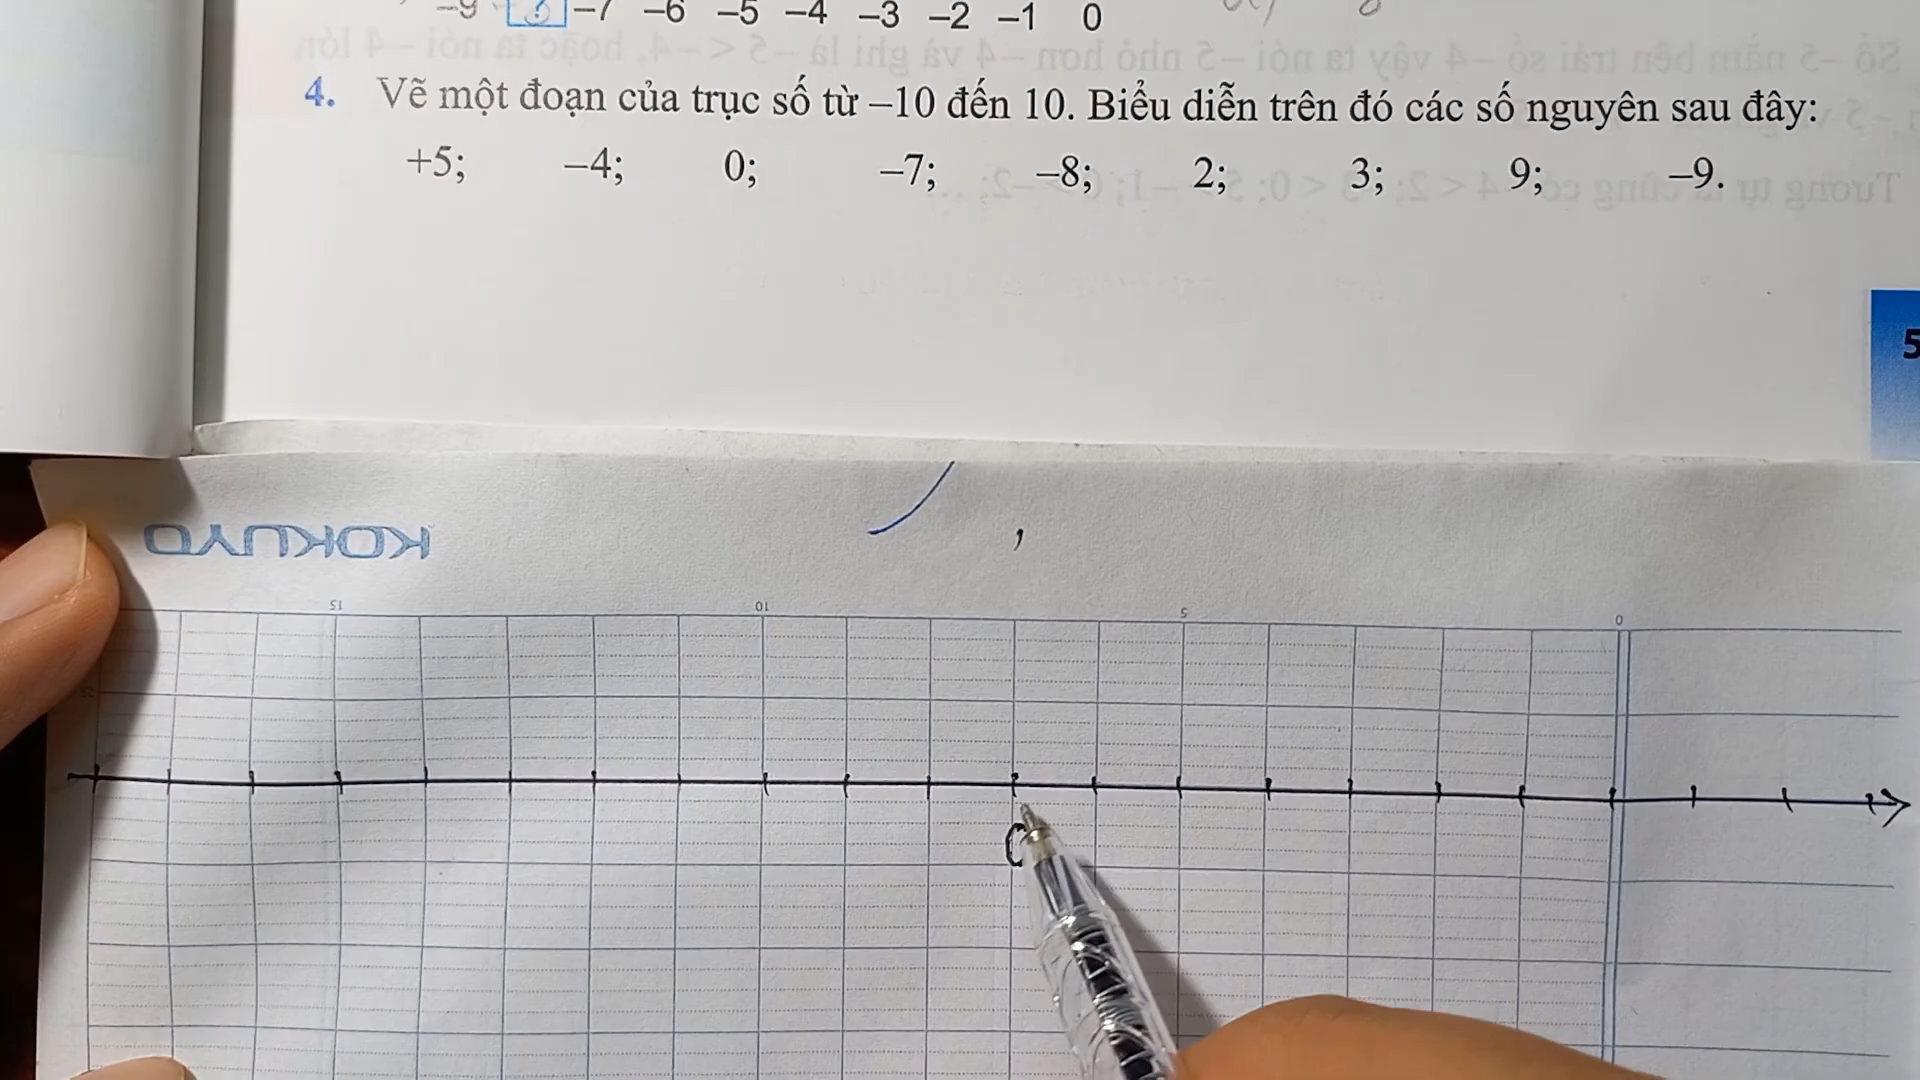 –9 –7 –6 –5 –4 –3 –2 –1 0
4. Vẽ một đoạn của trục số từ –10 đến 10. Biểu diễn trên đó các số nguyên sau đây:
+5; –4; 0; –7; –8; 2; 3; 9; –9.
5
KOKUYO
15 10 5 0
0